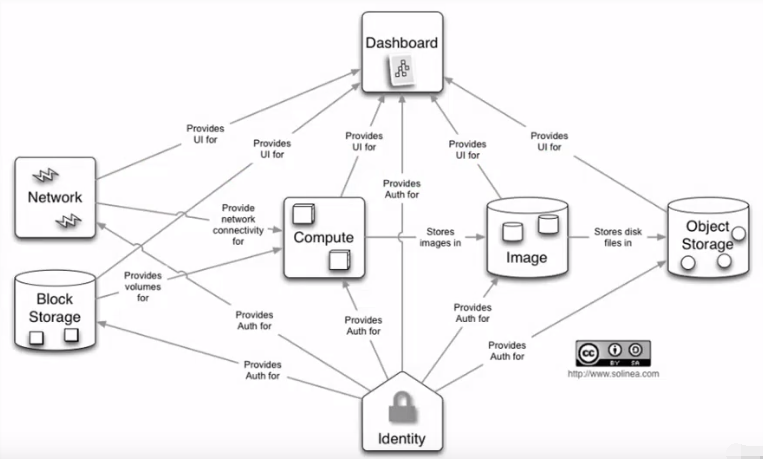 Dashboard
Provides
UI for
Provides
UI for
Provides
UI for
Provides
UI for
Provides
UI for
Network
Provide
network
connectivity
for
Provides
Auth for
Compute
Stores
images in
Image
Stores disk
files in
Object
Storage
Block
Storage
Provides
volumes
for
Provides
Auth for
Provides
Auth for
Provides
Auth for
Provides
Auth for
Provides
Auth for
Identity
cc
BY SA
http://www.solinea.com